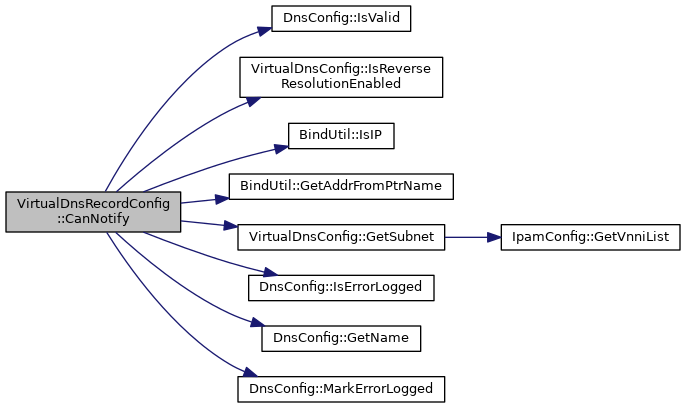 DnsConfig::IsValid
VirtualDnsConfig::IsReverse
ResolutionEnabled
BindUtil::IsIP
BindUtil::GetAddrFromPtrName
VirtualDnsRecordConfig
::CanNotify
VirtualDnsConfig::GetSubnet
IpamConfig::GetVnniList
DnsConfig::IsErrorLogged
DnsConfig::GetName
DnsConfig::MarkErrorLogged